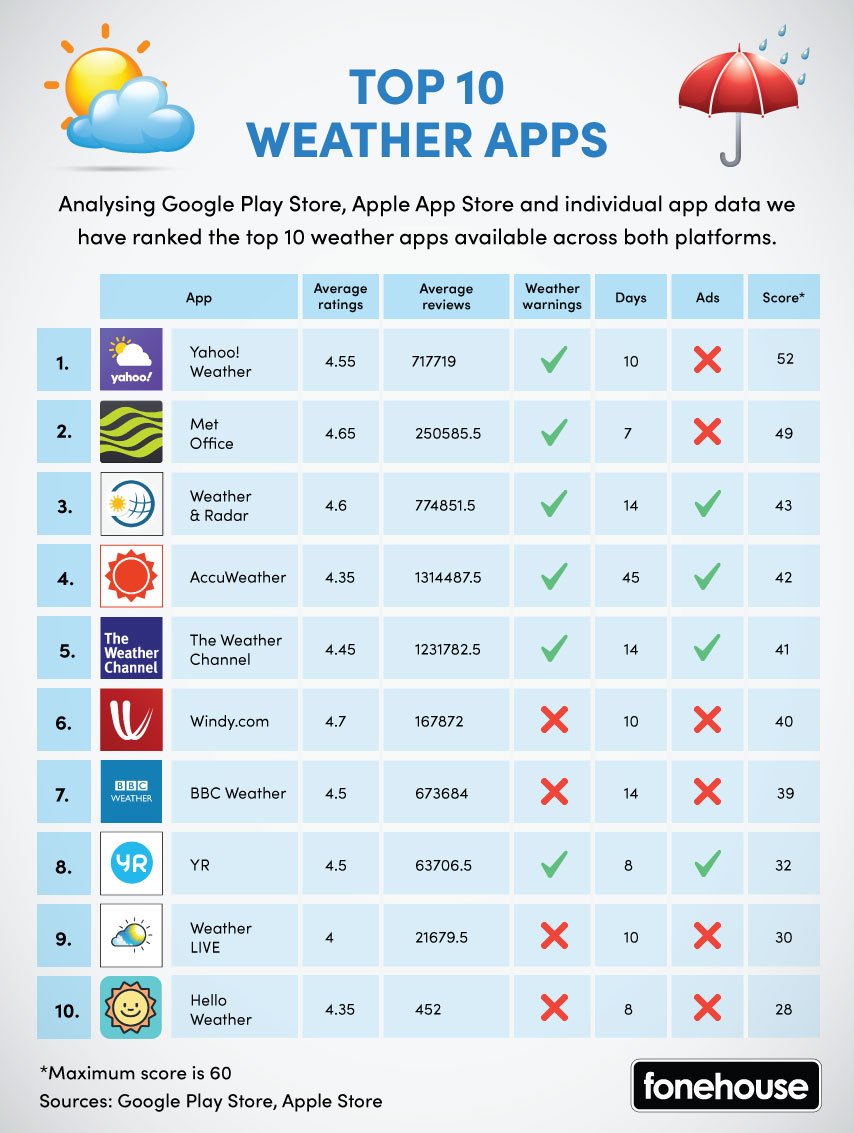 TOP 10
WEATHER APPS
Analysing Google Play Store, Apple App Store and individual app data we
have ranked the top 10 weather apps available across both platforms.
App Average ratings Average reviews Weather warnings Days Ads Score*
1. yahoo! Yahoo! Weather 4.55 717719 10 52
2. Met Office 4.65 250585.5 7 49
3. Weather & Radar 4.6 774851.5 14 43
4. AccuWeather 4.35 1314487.5 45 42
5. The Weather Channel The Weather Channel 4.45 1231782.5 14 41
6. Windy.com 4.7 167872 10 40
7. BBC WEATHER BBC Weather 4.5 673684 14 39
8. YR YR 4.5 63706.5 8 32
9. Weather LIVE 4 21679.5 10 30
10. Hello Weather 4.35 452 8 28
*Maximum score is 60
Sources: Google Play Store, Apple Store
fonehouse